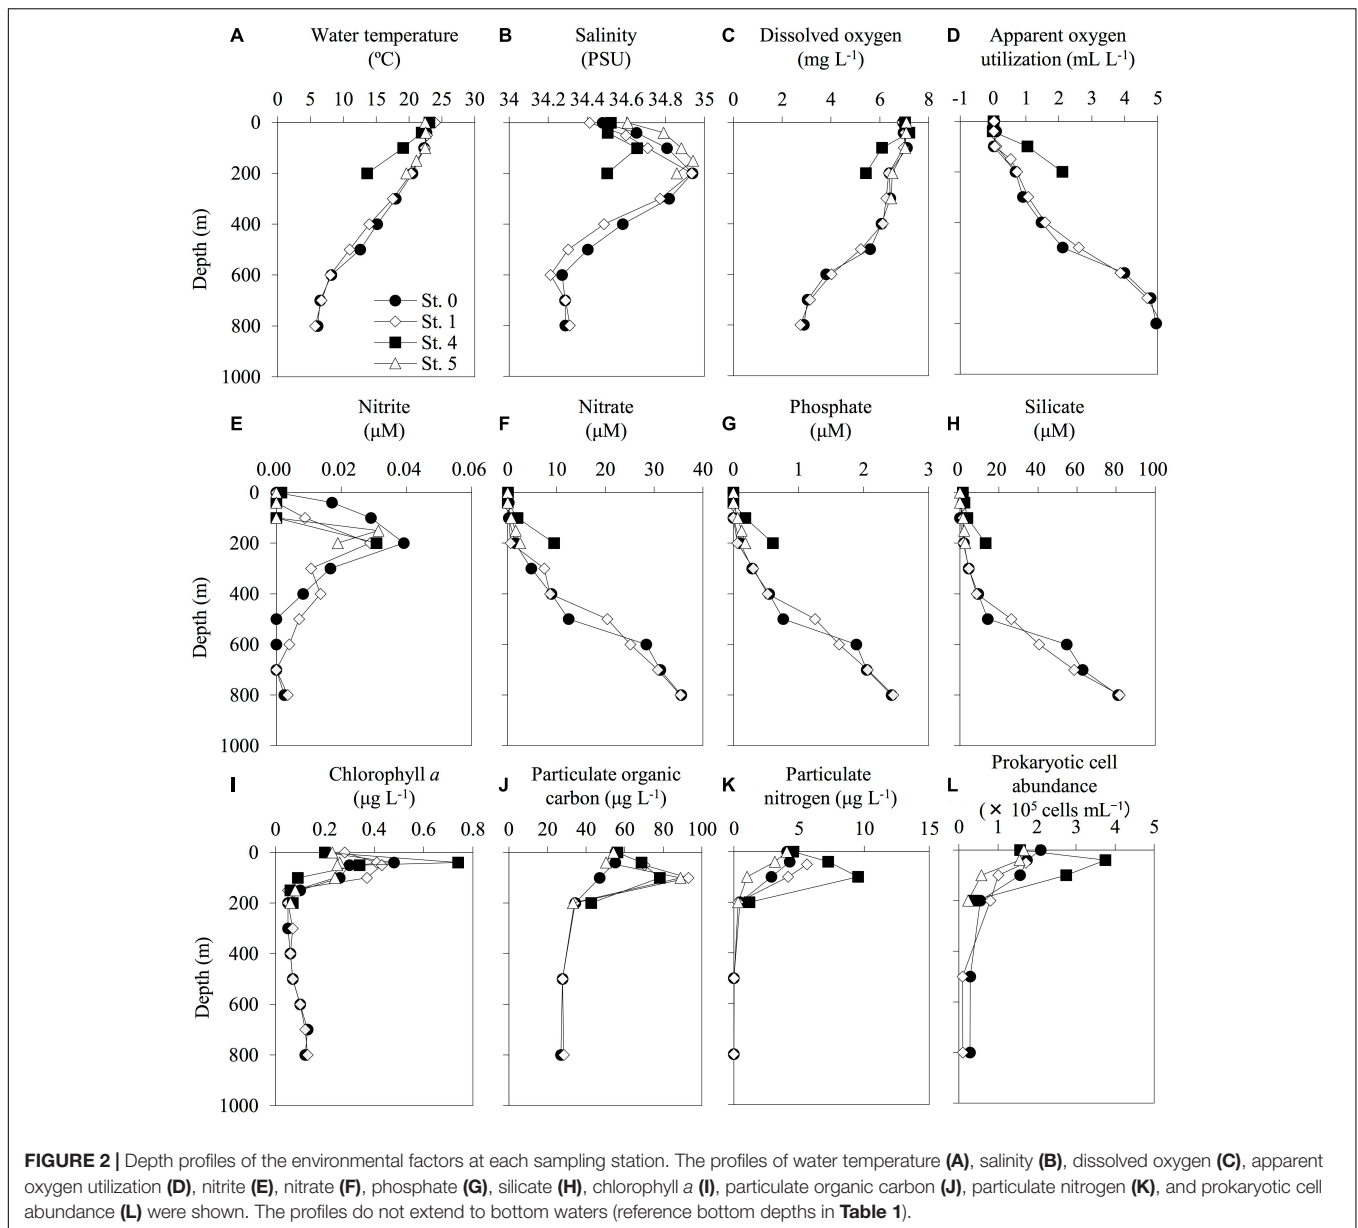 A Water temperature (ºC)
B Salinity (PSU)
C Dissolved oxygen (mg L⁻¹)
D Apparent oxygen utilization (mL L⁻¹)
0 5 10 15 20 25 30
34 34.2 34.4 34.6 34.8 35
0 2 4 6 8
-1 0 1 2 3 4 5
Depth (m)
0
200
400
600
800
1000
St. 0
St. 1
St. 4
St. 5
E Nitrite (µM)
F Nitrate (µM)
G Phosphate (µM)
H Silicate (µM)
0.00 0.02 0.04 0.06
0 10 20 30 40
0 1 2 3
0 20 40 60 80 100
Depth (m)
0
200
400
600
800
1000
I Chlorophyll a (µg L⁻¹)
J Particulate organic carbon (µg L⁻¹)
K Particulate nitrogen (µg L⁻¹)
L Prokaryotic cell abundance (× 10⁵ cells mL⁻¹)
0 0.2 0.4 0.6 0.8
0 20 40 60 80 100
0 5 10 15
0 1 2 3 4 5
Depth (m)
0
200
400
600
800
1000
FIGURE 2 | Depth profiles of the environmental factors at each sampling station. The profiles of water temperature (A), salinity (B), dissolved oxygen (C), apparent
oxygen utilization (D), nitrite (E), nitrate (F), phosphate (G), silicate (H), chlorophyll a (I), particulate organic carbon (J), particulate nitrogen (K), and prokaryotic cell
abundance (L) were shown. The profiles do not extend to bottom waters (reference bottom depths in Table 1).